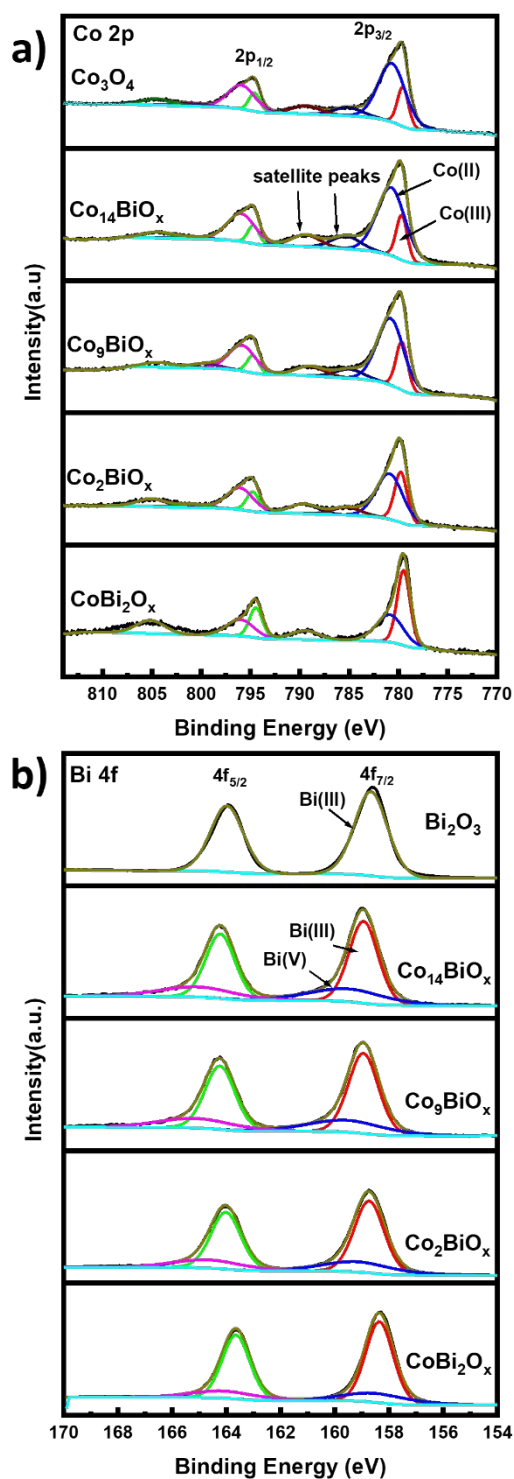 a)
Co 2p
2p₁/₂
2p₃/₂
Co₃O₄
Co₁₄BiOₓ
satellite peaks
Co(II)
Co(III)
Co₉BiOₓ
Co₂BiOₓ
CoBi₂Oₓ
Intensity(a.u)
810 805 800 795 790 785 780 775 770
Binding Energy (eV)
b)
Bi 4f
4f₅/₂
4f₇/₂
Bi(III)
Bi₂O₃
Bi(III)
Bi(V)
Co₁₄BiOₓ
Co₉BiOₓ
Co₂BiOₓ
CoBi₂Oₓ
Intensity(a.u.)
170 168 166 164 162 160 158 156 154
Binding Energy (eV)